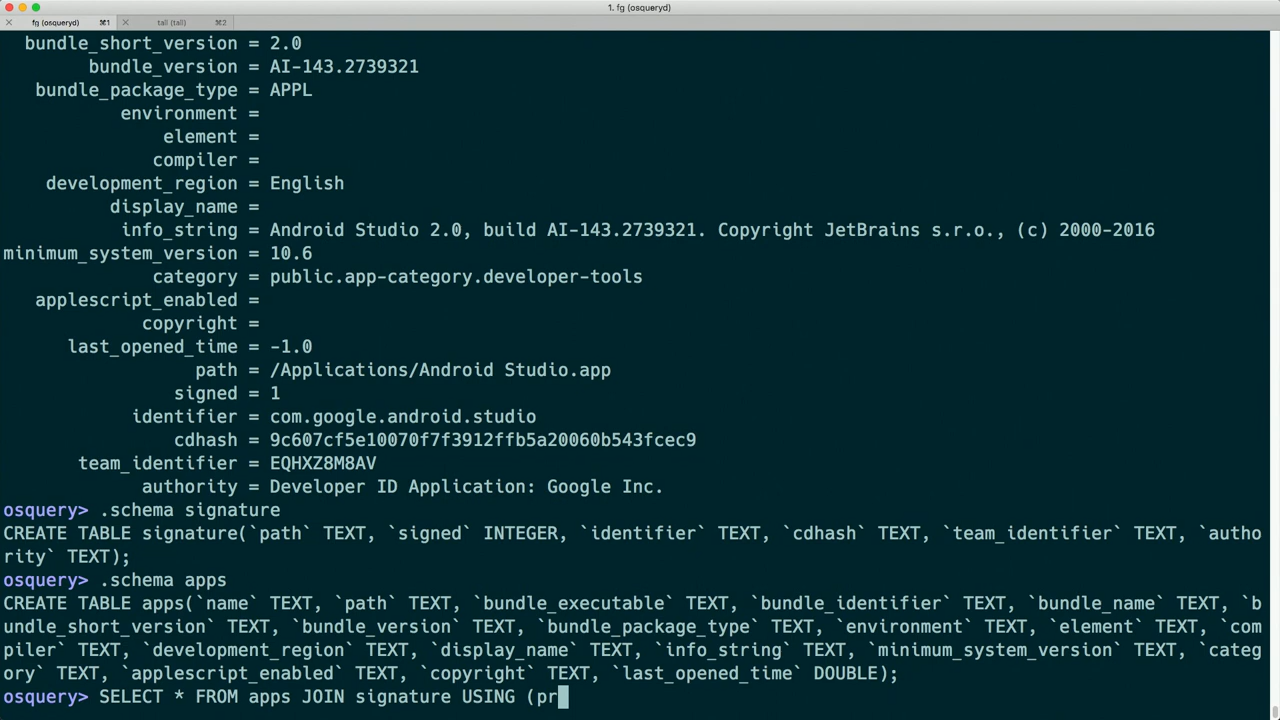 1. fg (osqueryd)
fg (osqueryd) ⌘1 tail (tail) ⌘2
bundle_short_version = 2.0
bundle_version = AI-143.2739321
bundle_package_type = APPL
environment =
element =
compiler =
development_region = English
display_name =
info_string = Android Studio 2.0, build AI-143.2739321. Copyright JetBrains s.r.o., (c) 2000-2016
minimum_system_version = 10.6
category = public.app-category.developer-tools
applescript_enabled =
copyright =
last_opened_time = -1.0
path = /Applications/Android Studio.app
signed = 1
identifier = com.google.android.studio
cdhash = 9c607cf5e10070f7f3912ffb5a20060b543fcec9
team_identifier = EQHXZ8M8AV
authority = Developer ID Application: Google Inc.
osquery> .schema signature
CREATE TABLE signature(`path` TEXT, `signed` INTEGER, `identifier` TEXT, `cdhash` TEXT, `team_identifier` TEXT, `autho
rity` TEXT);
osquery> .schema apps
CREATE TABLE apps(`name` TEXT, `path` TEXT, `bundle_executable` TEXT, `bundle_identifier` TEXT, `bundle_name` TEXT, `b
undle_short_version` TEXT, `bundle_version` TEXT, `bundle_package_type` TEXT, `environment` TEXT, `element` TEXT, `com
piler` TEXT, `development_region` TEXT, `display_name` TEXT, `info_string` TEXT, `minimum_system_version` TEXT, `categ
ory` TEXT, `applescript_enabled` TEXT, `copyright` TEXT, `last_opened_time` DOUBLE);
osquery> SELECT * FROM apps JOIN signature USING (pr